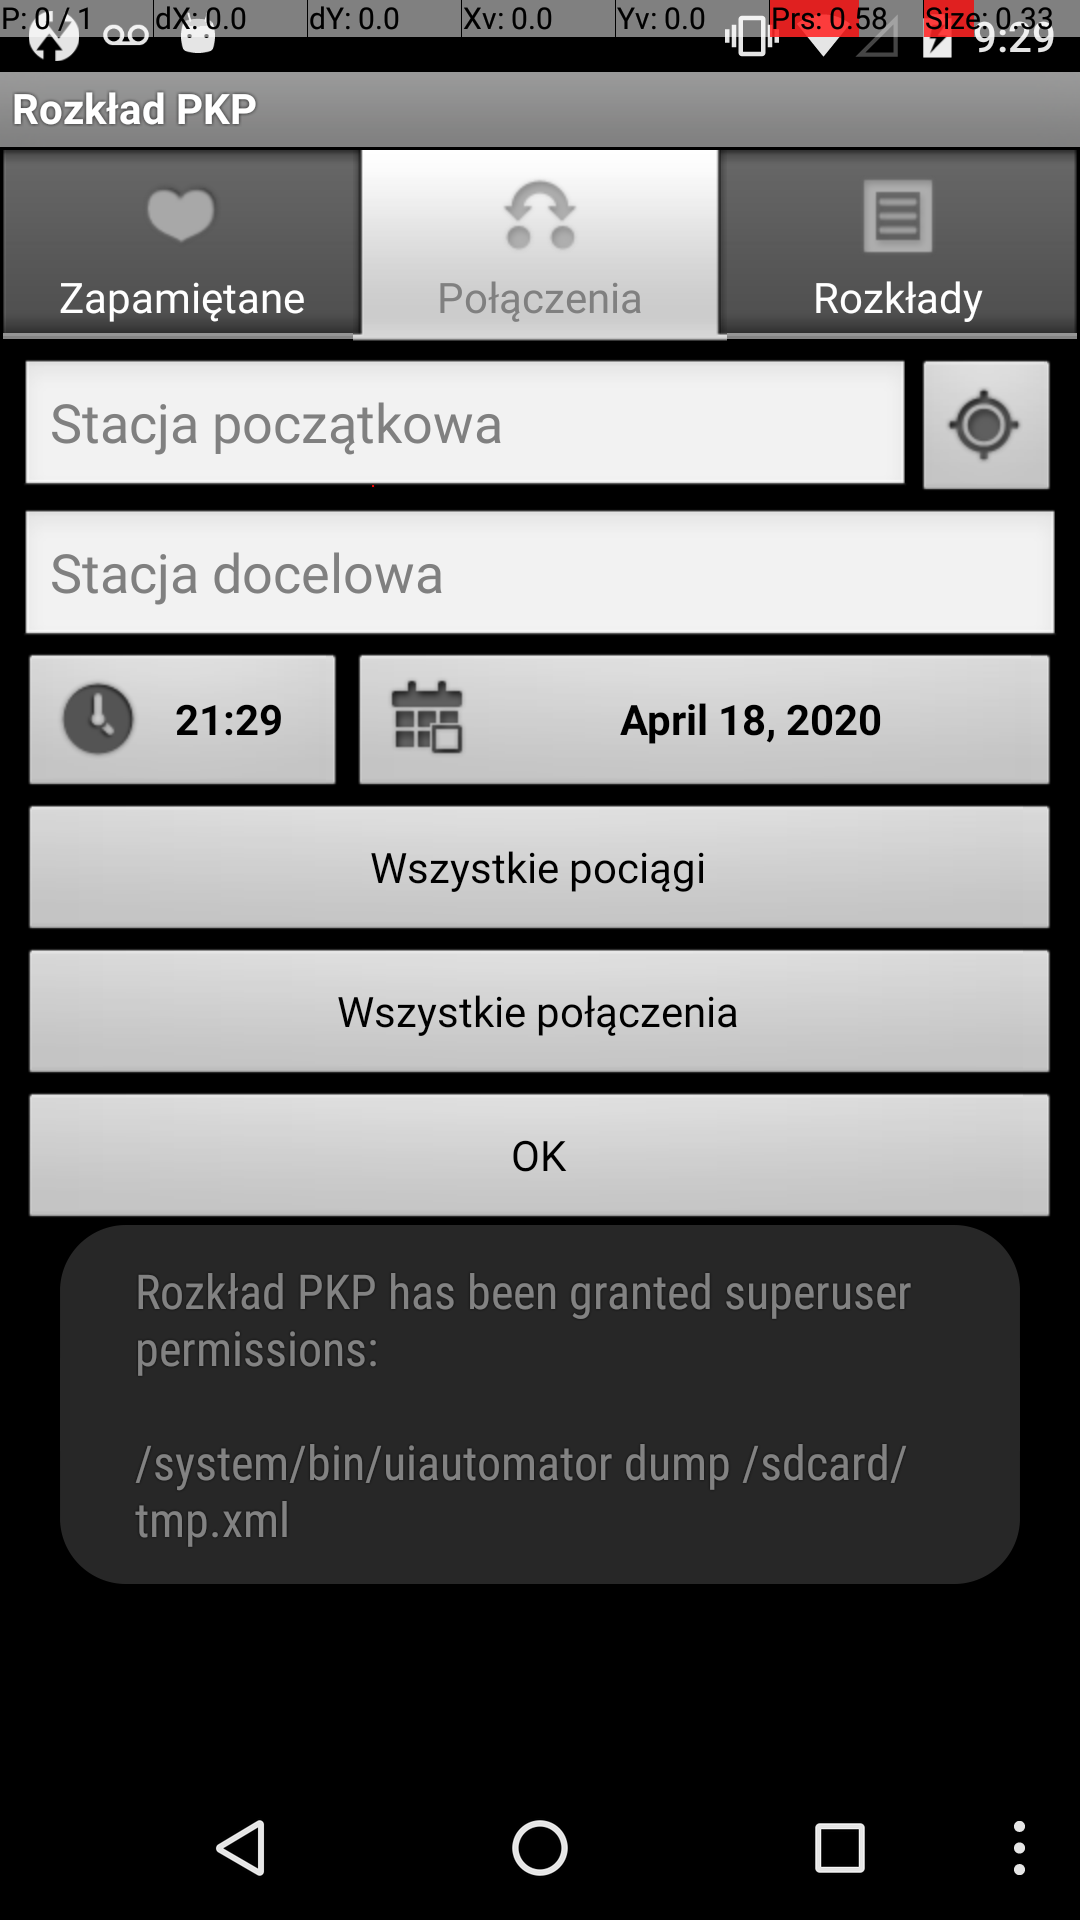 P: 0 / 1 dX: 0.0 dY: 0.0 Xv: 0.0 Yv: 0.0 Prs: 0.58 Size: 0.33
9:29
Rozkład PKP
Zapamiętane Połączenia Rozkłady
Stacja początkowa
Stacja docelowa
21:29 April 18, 2020
Wszystkie pociągi
Wszystkie połączenia
OK
Rozkład PKP has been granted superuser
permissions:
/system/bin/uiautomator dump /sdcard/
tmp.xml